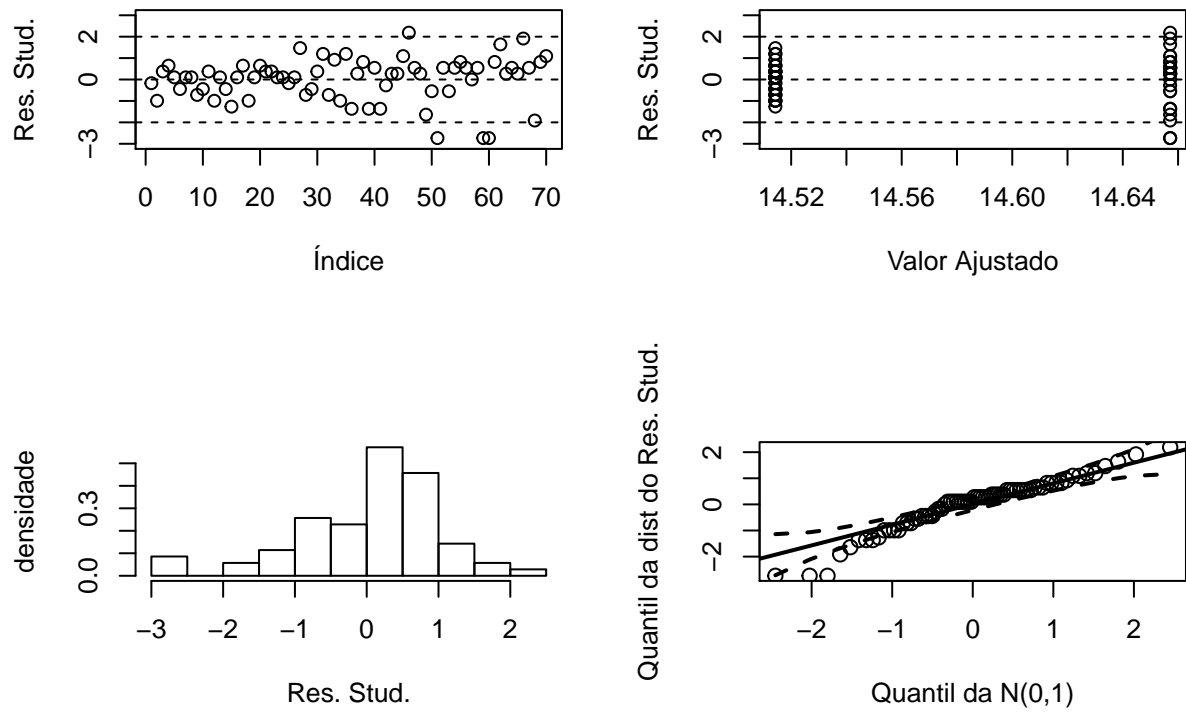 Res. Stud.
2
0
−3
0 10 20 30 40 50 60 70
Índice
Res. Stud.
2
0
−3
14.52 14.56 14.60 14.64
Valor Ajustado
densidade
0.3
0.0
−3 −2 −1 0 1 2
Res. Stud.
Quantil da dist do Res. Stud.
2
0
−2
−2 −1 0 1 2
Quantil da N(0,1)